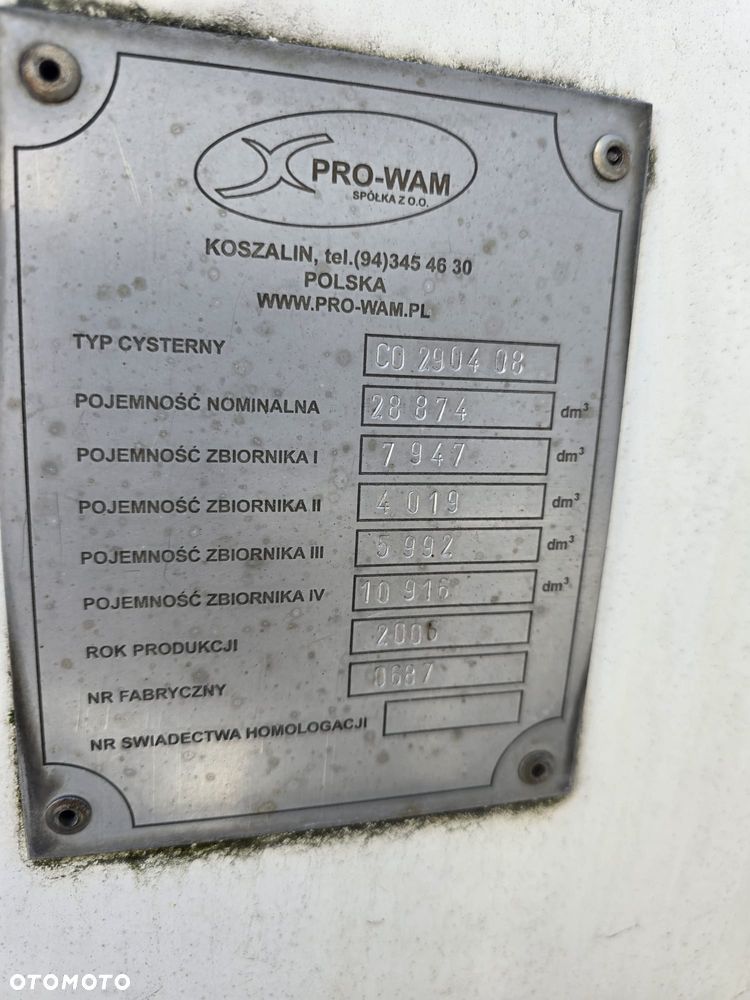 PRO-WAM
SPÓŁKA Z O.O.
KOSZALIN, tel.(94)345 46 30
POLSKA
WWW.PRO-WAM.PL
TYP CYSTERNY CO 2904 08
POJEMNOŚĆ NOMINALNA 28 874 dm³
POJEMNOŚĆ ZBIORNIKA I 7 947 dm³
POJEMNOŚĆ ZBIORNIKA II 4 019 dm³
POJEMNOŚĆ ZBIORNIKA III 5 992 dm³
POJEMNOŚĆ ZBIORNIKA IV 10 916 dm³
ROK PRODUKCJI 2006
NR FABRYCZNY 0687
NR SWIADECTWA HOMOLOGACJI
OTOMOTO